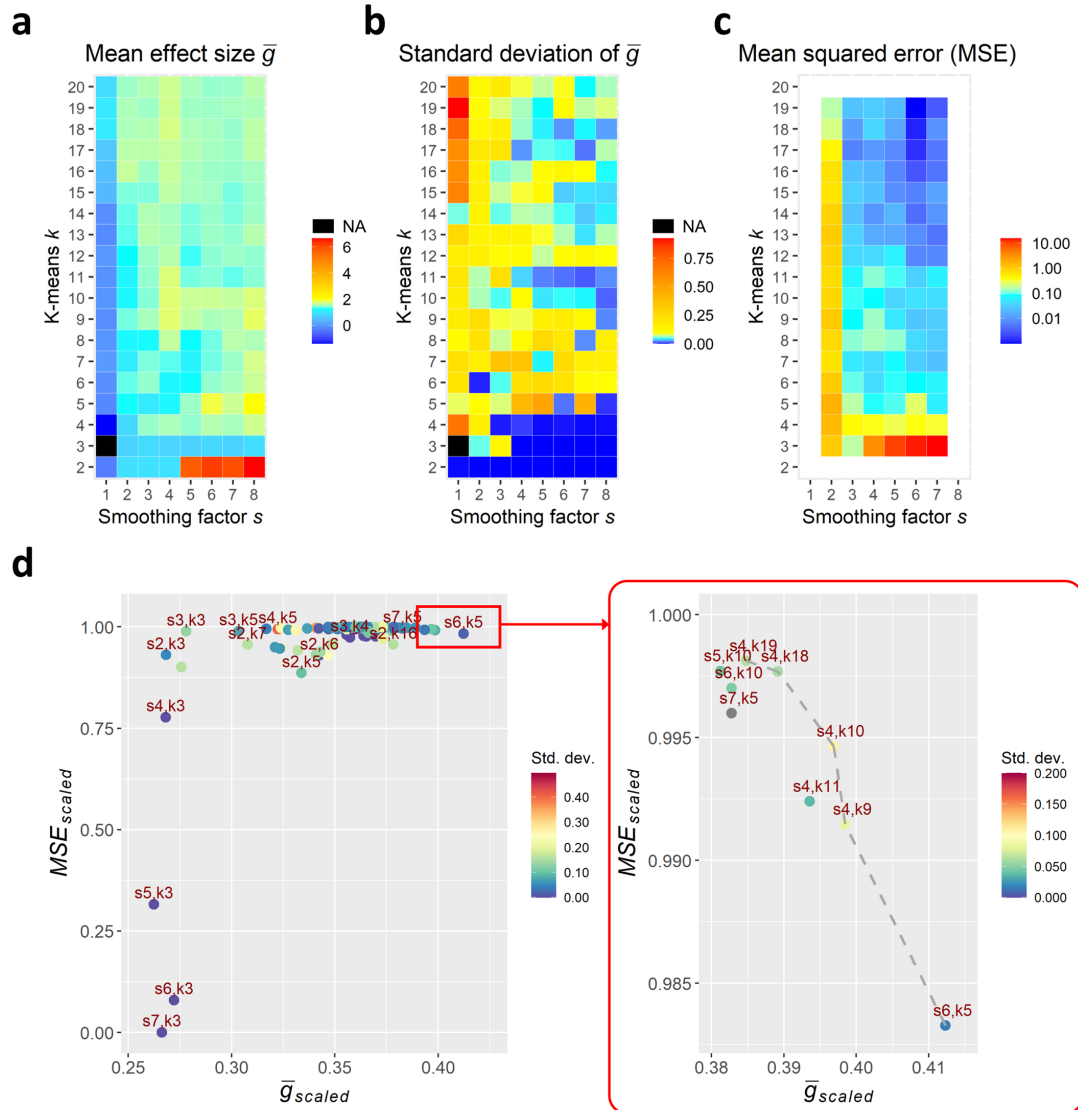 a
Mean effect size g̅
20
19
18
17
16
15
14
13
12
11
10
9
8
7
6
5
4
3
2
K-means k
1 2 3 4 5 6 7 8
Smoothing factor s
NA
6
4
2
0
b
Standard deviation of g̅
20
19
18
17
16
15
14
13
12
11
10
9
8
7
6
5
4
3
2
K-means k
1 2 3 4 5 6 7 8
Smoothing factor s
NA
0.75
0.50
0.25
0.00
c
Mean squared error (MSE)
20
19
18
17
16
15
14
13
12
11
10
9
8
7
6
5
4
3
2
K-means k
1 2 3 4 5 6 7 8
Smoothing factor s
10.00
1.00
0.10
0.01
d
MSE scaled
1.00
0.75
0.50
0.25
0.00
s3,k3
s3,k5
s4,k5
s3,k4
s7,k5
s6,k5
s2,k3
s2,k7
s2,k6
s2,k16
s2,k5
s4,k3
s5,k3
s6,k3
s7,k3
0.25 0.30 0.35 0.40
g̅ scaled
Std. dev.
0.40
0.30
0.20
0.10
0.00
MSE scaled
1.000
0.995
0.990
0.985
s4,k19
s5,k10
s4,k18
s6,k10
s7,k5
s4,k10
s4,k11
s4,k9
s6,k5
0.38 0.39 0.40 0.41
g̅ scaled
Std. dev.
0.200
0.150
0.100
0.050
0.000